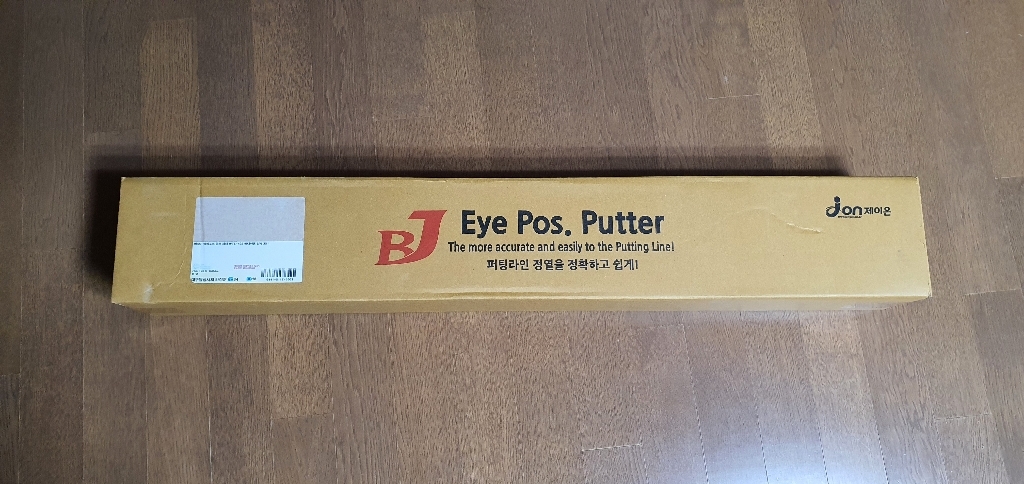 BJ
Eye Pos. Putter
The more accurate and easily to the Putting Line!
퍼팅라인 정열을 정확하고 쉽게!
jon 제이온